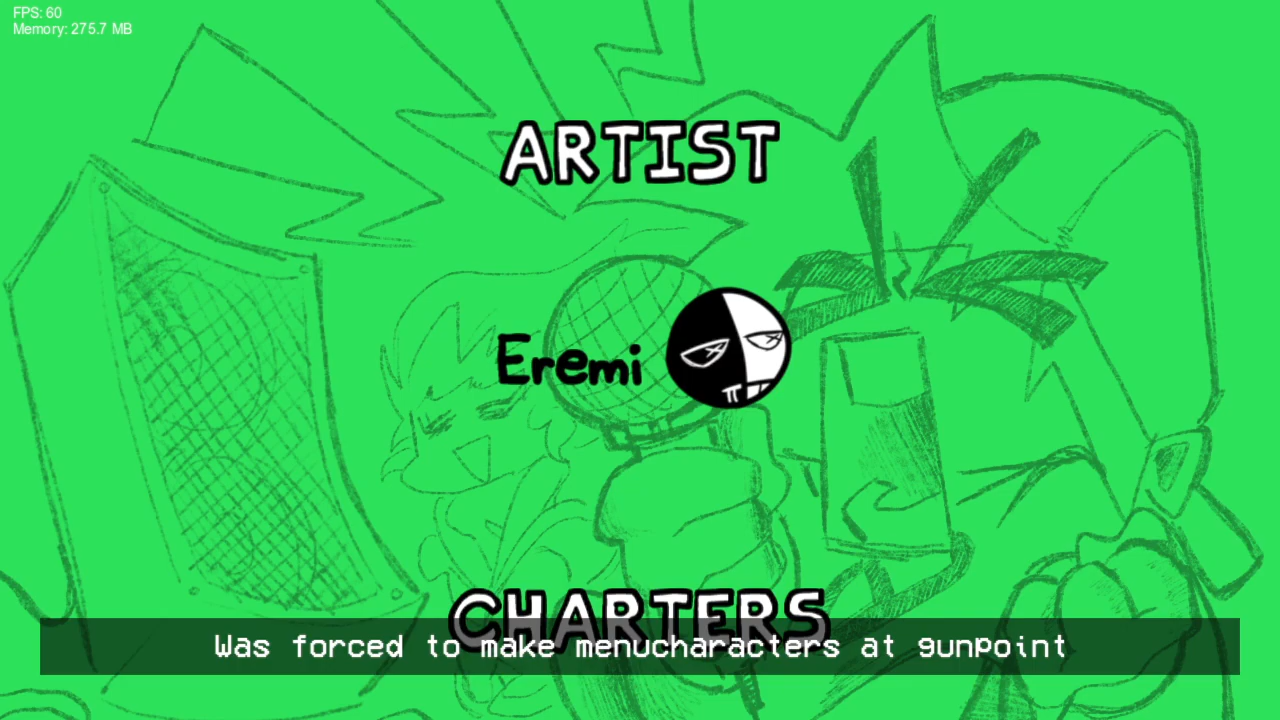 FPS: 60
Memory: 275.7 MB
ARTIST
Eremi
CHARTERS
Was forced to make menucharacters at gunpoint